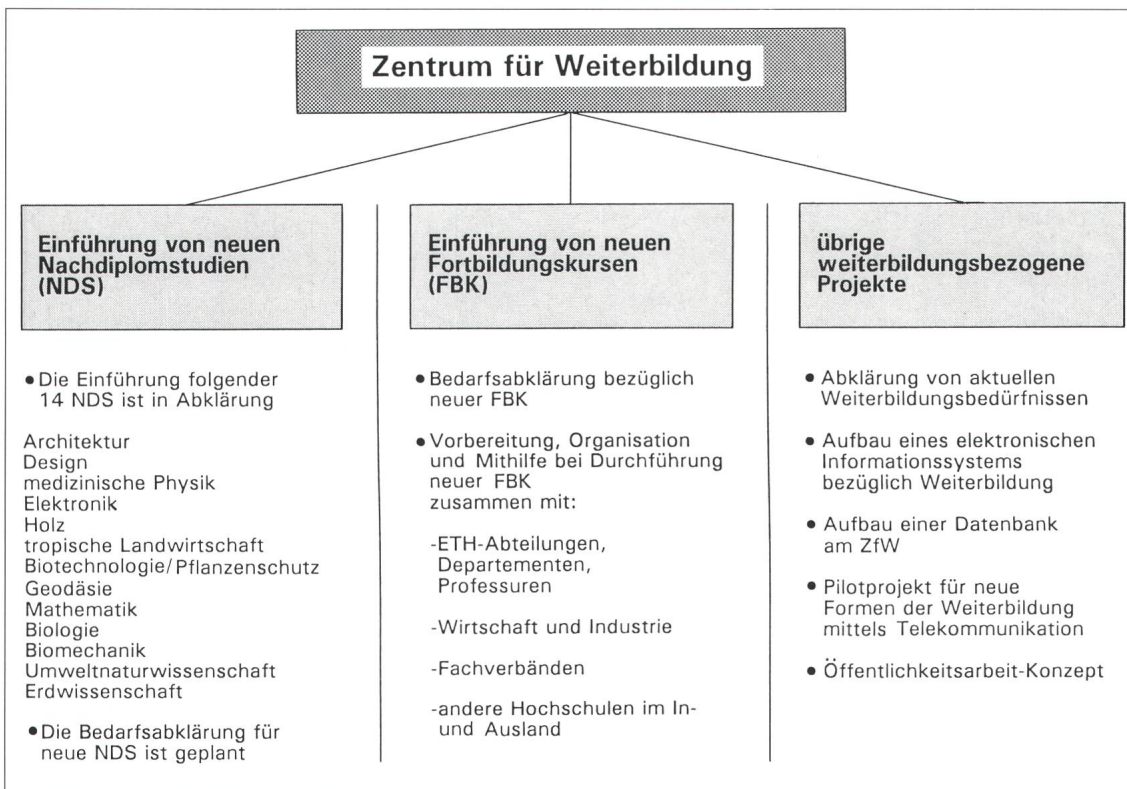 Zentrum für Weiterbildung
Einführung von neuen
Nachdiplomstudien
(NDS)
• Die Einführung folgender
14 NDS ist in Abklärung
Architektur
Design
medizinische Physik
Elektronik
Holz
tropische Landwirtschaft
Biotechnologie/Pflanzenschutz
Geodäsie
Mathematik
Biologie
Biomechanik
Umweltnaturwissenschaft
Erdwissenschaft
• Die Bedarfsabklärung für
neue NDS ist geplant
Einführung von neuen
Fortbildungskursen
(FBK)
• Bedarfsabklärung bezüglich
neuer FBK
• Vorbereitung, Organisation
und Mithilfe bei Durchführung
neuer FBK
zusammen mit:
-ETH-Abteilungen,
Departementen,
Professuren
-Wirtschaft und Industrie
-Fachverbänden
-andere Hochschulen im In-
und Ausland
übrige
weiterbildungsbezogene
Projekte
• Abklärung von aktuellen
Weiterbildungsbedürfnissen
• Aufbau eines elektronischen
Informationssystems
bezüglich Weiterbildung
• Aufbau einer Datenbank
am ZfW
• Pilotprojekt für neue
Formen der Weiterbildung
mittels Telekommunikation
• Öffentlichkeitsarbeit-Konzept